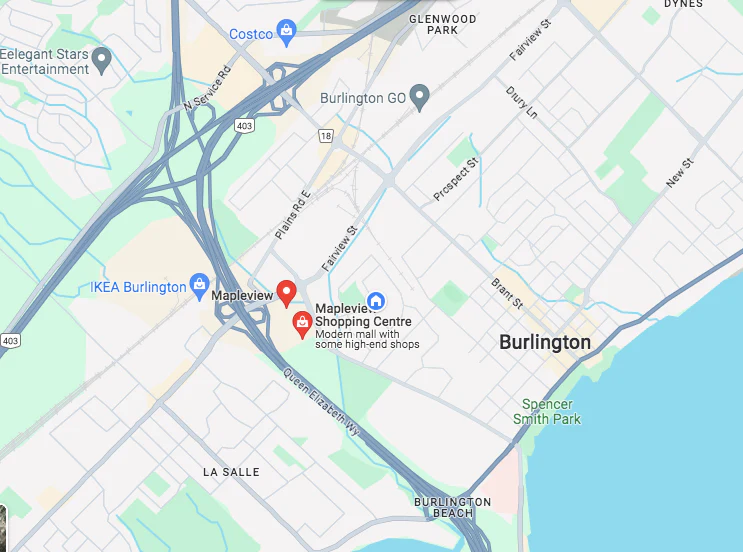 DYNES
GLENWOOD
PARK
Costco
Fairview St
Eelegant Stars
Entertainment
N Service Rd
Burlington GO
Drury Ln
403
18
Prospect St
New St
Plains Rd E
Fairview St
IKEA Burlington
Mapleview
Brant St
Mapleview
Shopping Centre
Modern mall with
some high-end shops
403
Burlington
Queen Elizabeth Wy
Spencer
Smith Park
LA SALLE
BURLINGTON
BEACH